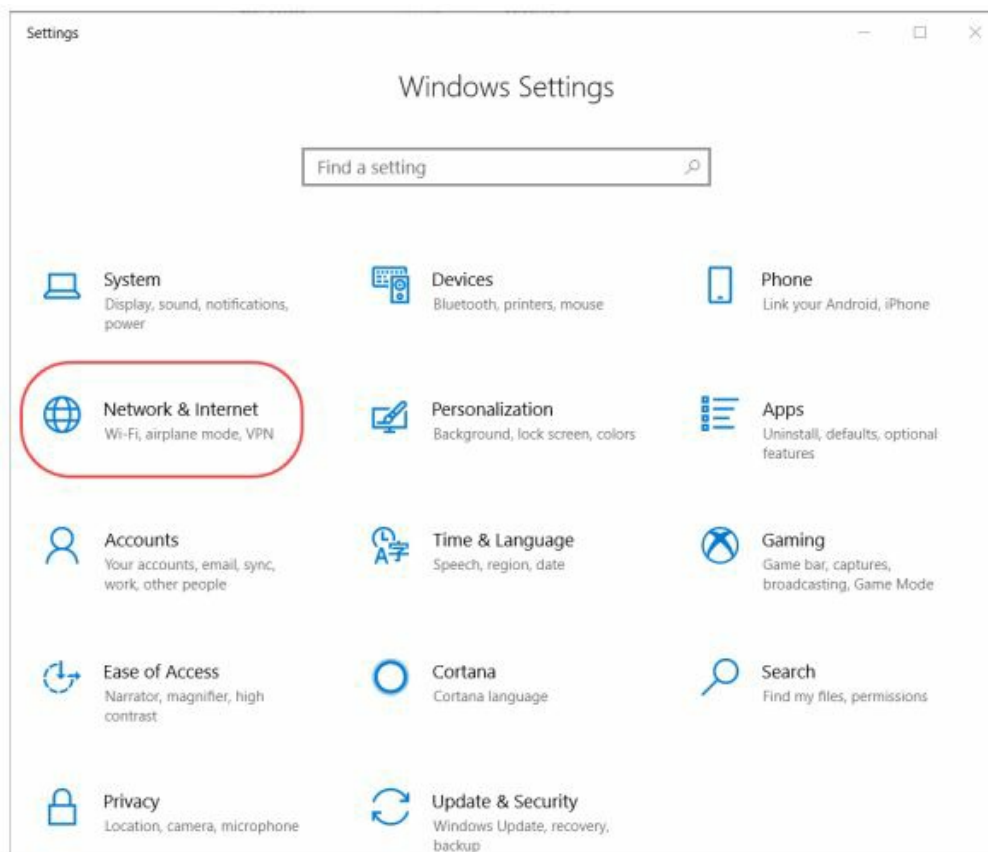 Settings
Windows Settings
Find a setting
System
Display, sound, notifications,
power
Devices
Bluetooth, printers, mouse
Phone
Link your Android, iPhone
Network & Internet
Wi-Fi, airplane mode, VPN
Personalization
Background, lock screen, colors
Apps
Uninstall, defaults, optional
features
Accounts
Your accounts, email, sync,
work, other people
Time & Language
Speech, region, date
Gaming
Game bar, captures,
broadcasting, Game Mode
Ease of Access
Narrator, magnifier, high
contrast
Cortana
Cortana language
Search
Find my files, permissions
Privacy
Location, camera, microphone
Update & Security
Windows Update, recovery,
backup